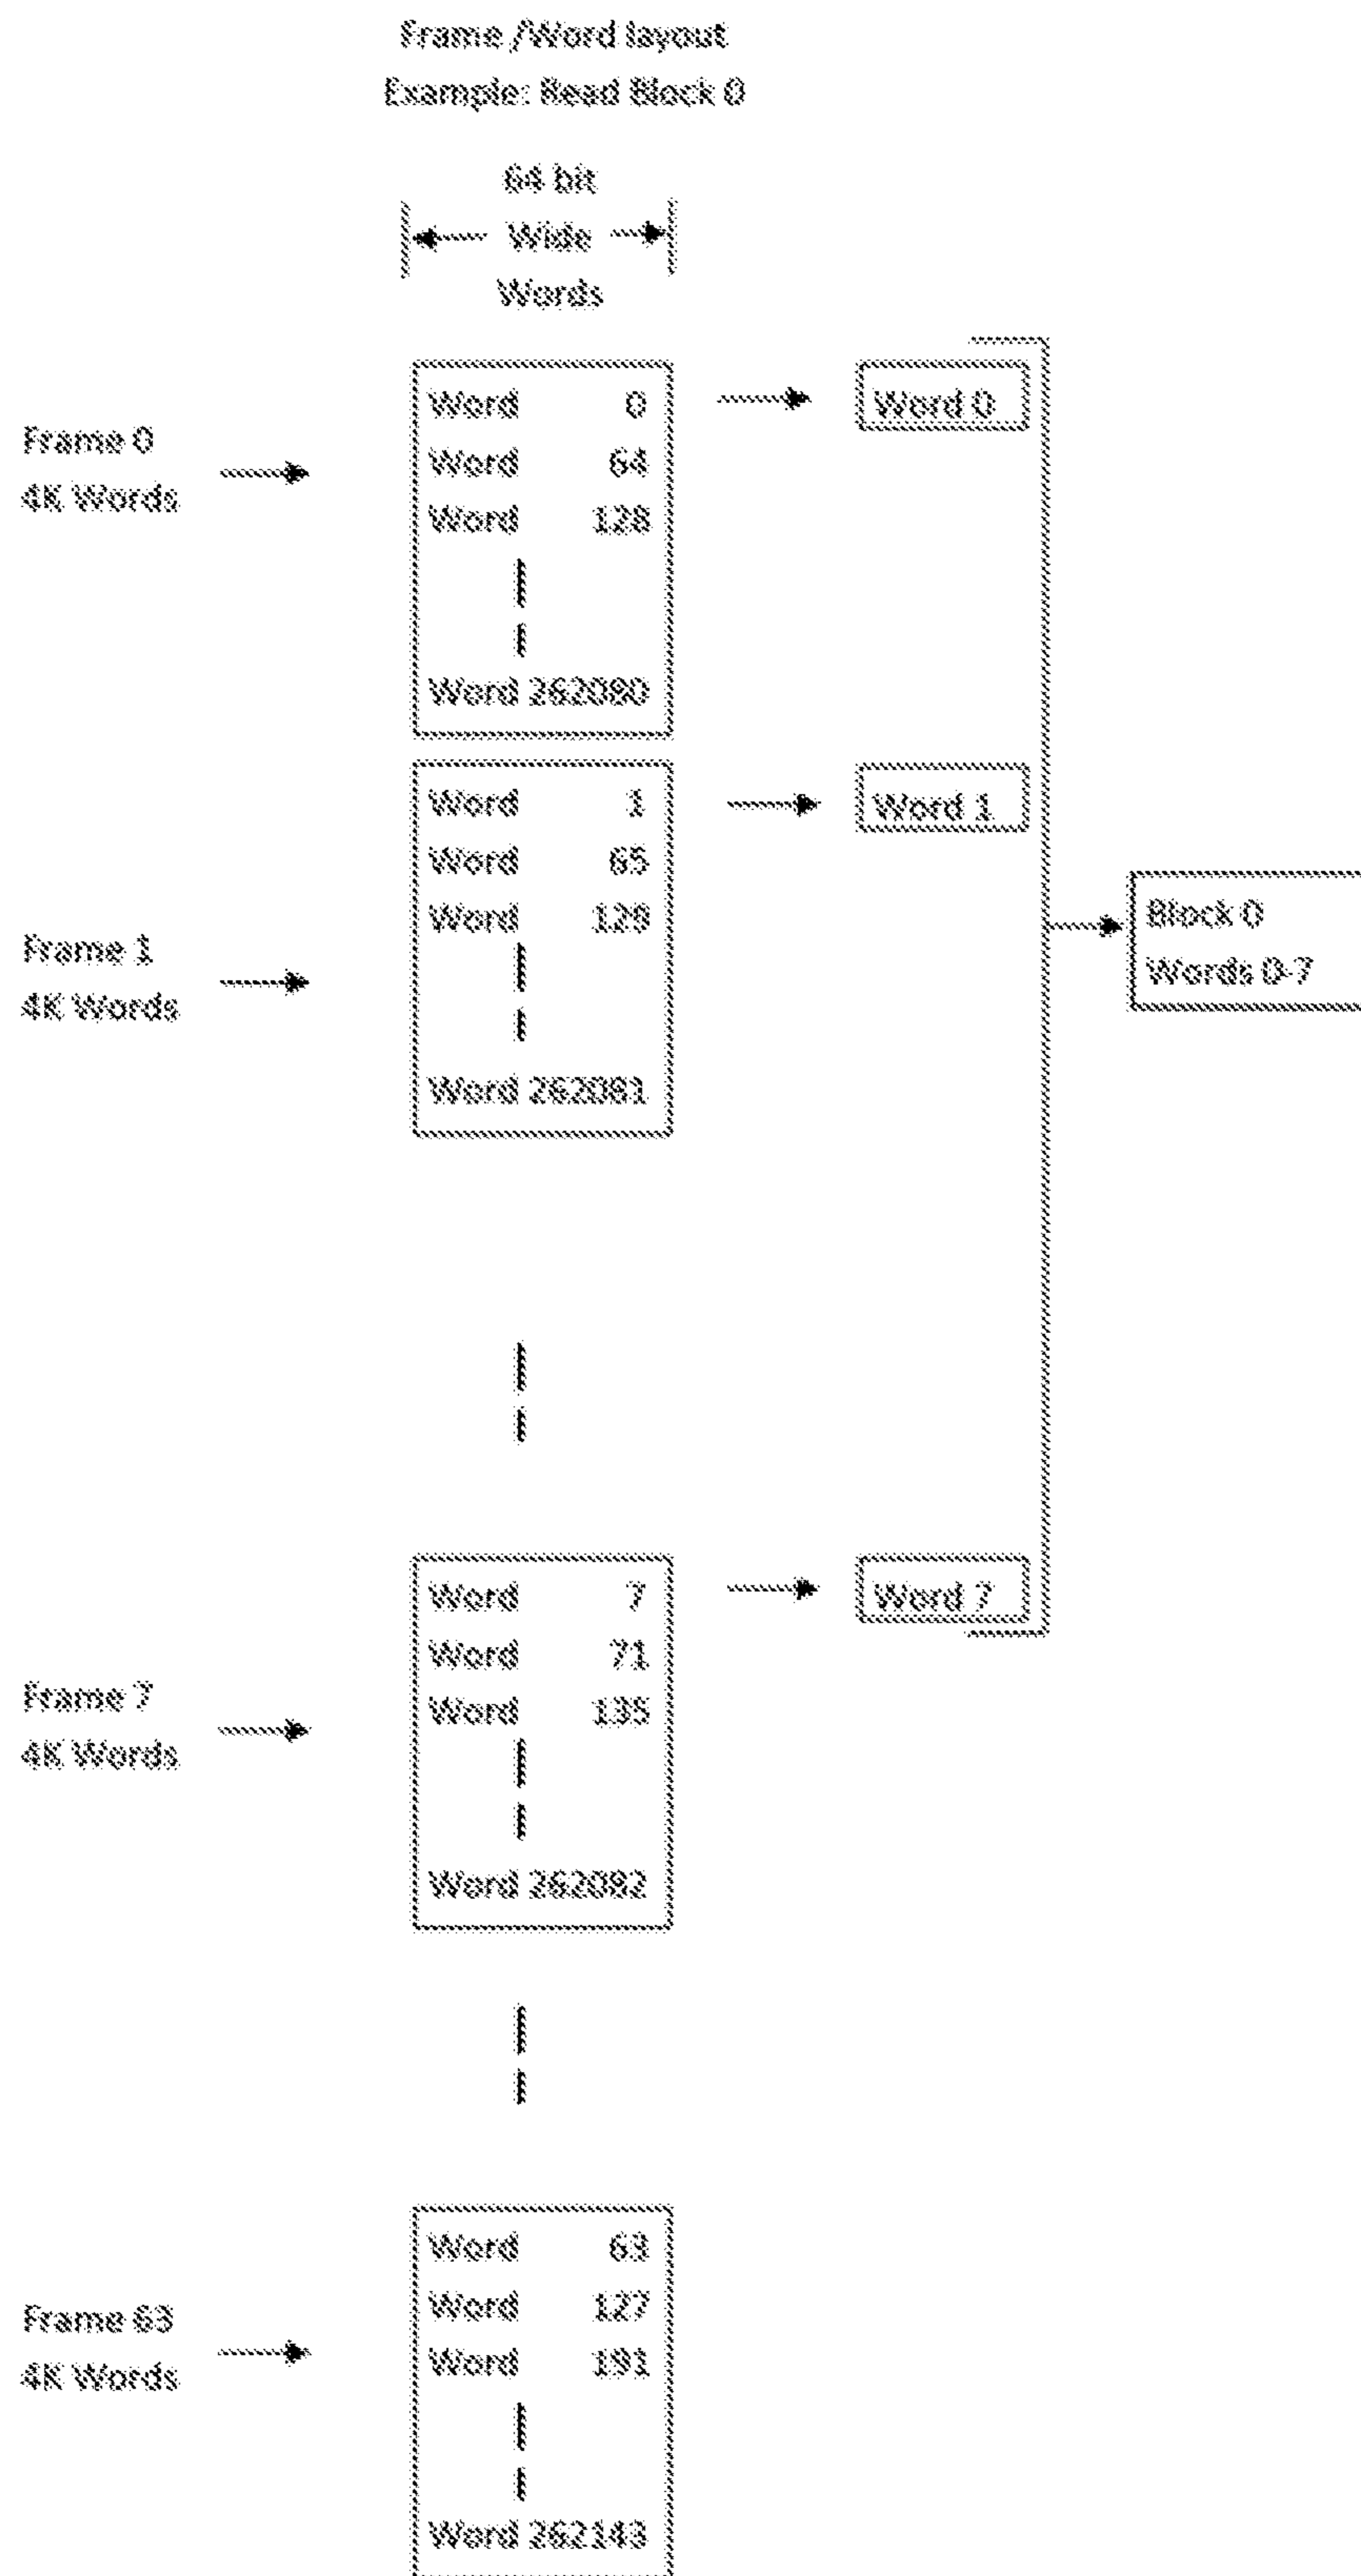 Frame /Word layout
Example: Read Block 0
64 bit
Wide
Words
Frame 0
4K Words
Word 0
Word 64
Word 128
Word 262080
Word 0
Frame 1
4K Words
Word 1
Word 65
Word 129
Word 262081
Word 1
Block 0
Words 0-7
Frame 7
4K Words
Word 7
Word 71
Word 135
Word 262082
Word 7
Frame 63
4K Words
Word 63
Word 127
Word 191
Word 262143